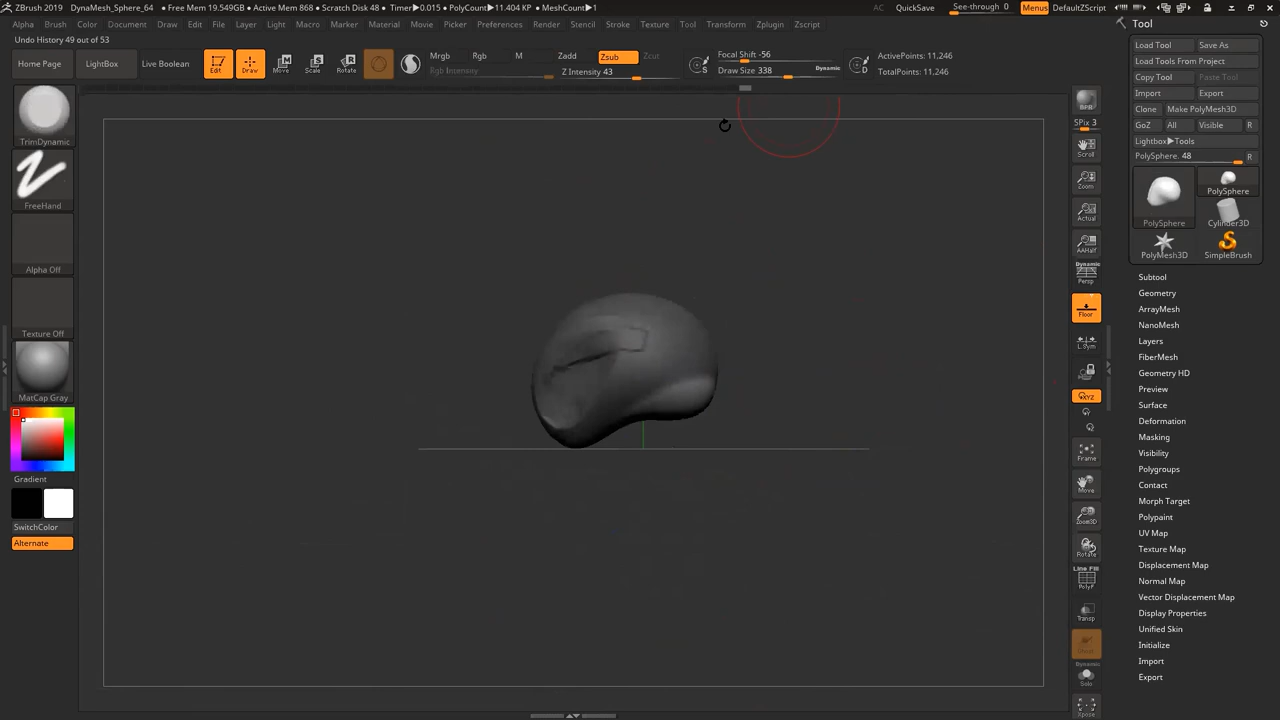 ZBrush 2019 - DynaMesh_Sphere_64 • Free Mem 19.549GB • Active Mem 868 • Scratch Disk 48 • Timer▶0.015 • PolyCount▶11.404 KP • MeshCount▶1 AC QuickSave See-through 0 Menus DefaultZScript
Alpha Brush Color Document Draw Edit File Layer Light Macro Marker Material Movie Picker Preferences Render Stencil Stroke Texture Tool Transform Zplugin Zscript
Undo History 49 out of 53
Home Page LightBox Live Boolean Edit Draw Move Scale Rotate
Mrgb Rgb M Zadd Zsub Zcut
Rgb Intensity Z Intensity 43
Focal Shift -56
Draw Size 338 Dynamic
ActivePoints: 11,246
TotalPoints: 11,246
TrimDynamic
FreeHand
Alpha Off
Texture Off
MatCap Gray
Gradient
SwitchColor
Alternate
BPR
SPix 3
Scroll
Zoom
Actual
AAHalf
Dynamic
Persp
Floor
L.Sym
XYZ
Frame
Move
Zoom3D
Rotate
Line Fill
PolyF
Transp
Dynamic
Solo
Xpose
Tool
Load Tool Save As
Load Tools From Project
Copy Tool Paste Tool
Import Export
Clone Make PolyMesh3D
GoZ All Visible R
Lightbox▶Tools
PolySphere. 48 R
PolySphere PolySphere
Cylinder3D
PolyMesh3D SimpleBrush
Subtool
Geometry
ArrayMesh
NanoMesh
Layers
FiberMesh
Geometry HD
Preview
Surface
Deformation
Masking
Visibility
Polygroups
Contact
Morph Target
Polypaint
UV Map
Texture Map
Displacement Map
Normal Map
Vector Displacement Map
Display Properties
Unified Skin
Initialize
Import
Export